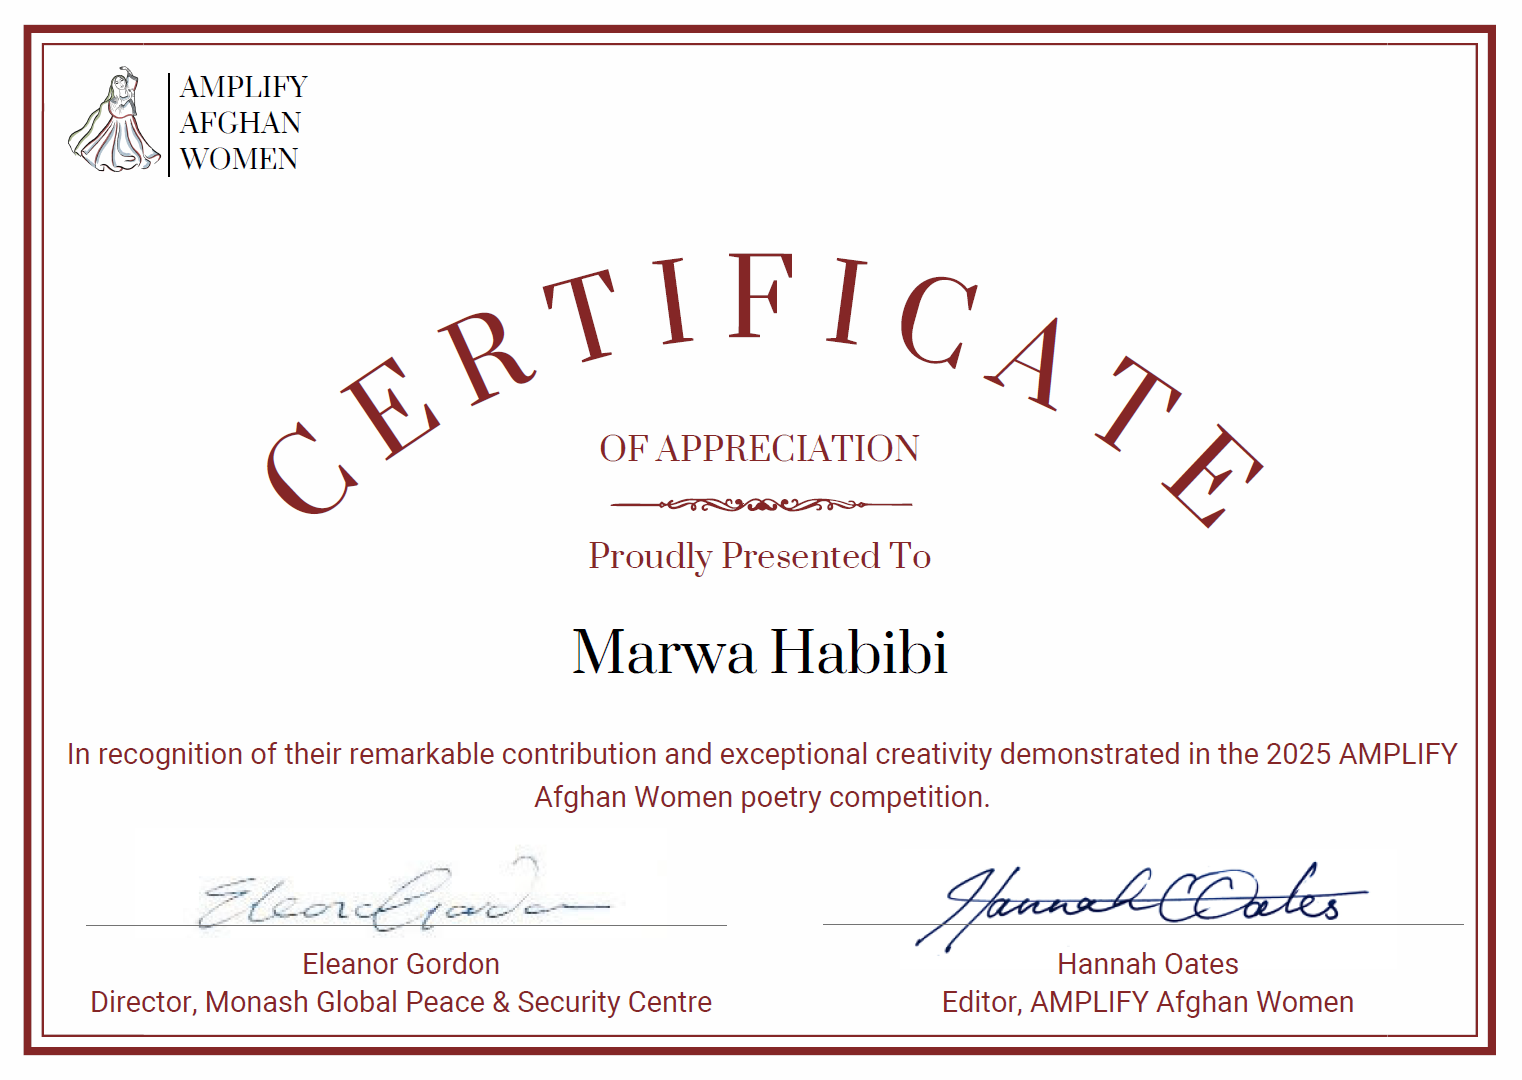 AMPLIFY
AFGHAN
WOMEN
CERTIFICATE
OF APPRECIATION
Proudly Presented To
Marwa Habibi
In recognition of their remarkable contribution and exceptional creativity demonstrated in the 2025 AMPLIFY
Afghan Women poetry competition.
Eleanor Gordon
Hannah C Oates
Eleanor Gordon
Director, Monash Global Peace & Security Centre
Hannah Oates
Editor, AMPLIFY Afghan Women